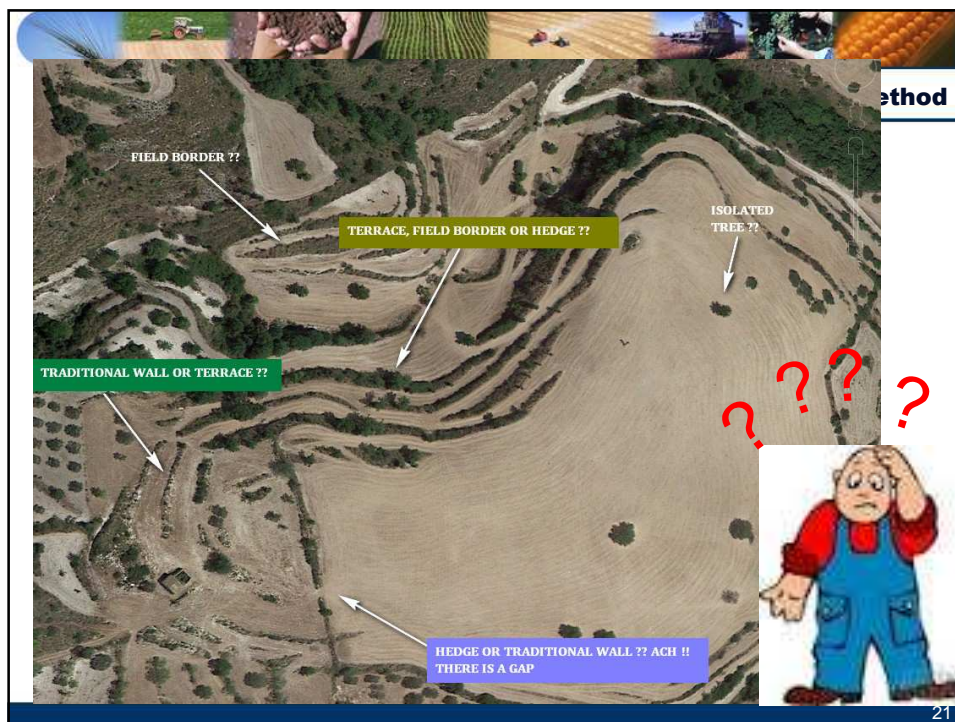 ethod
FIELD BORDER ??
TERRACE, FIELD BORDER OR HEDGE ??
ISOLATED
TREE ??
TRADITIONAL WALL OR TERRACE ??
? ? ? ?
HEDGE OR TRADITIONAL WALL ?? ACH !!
THERE IS A GAP
21